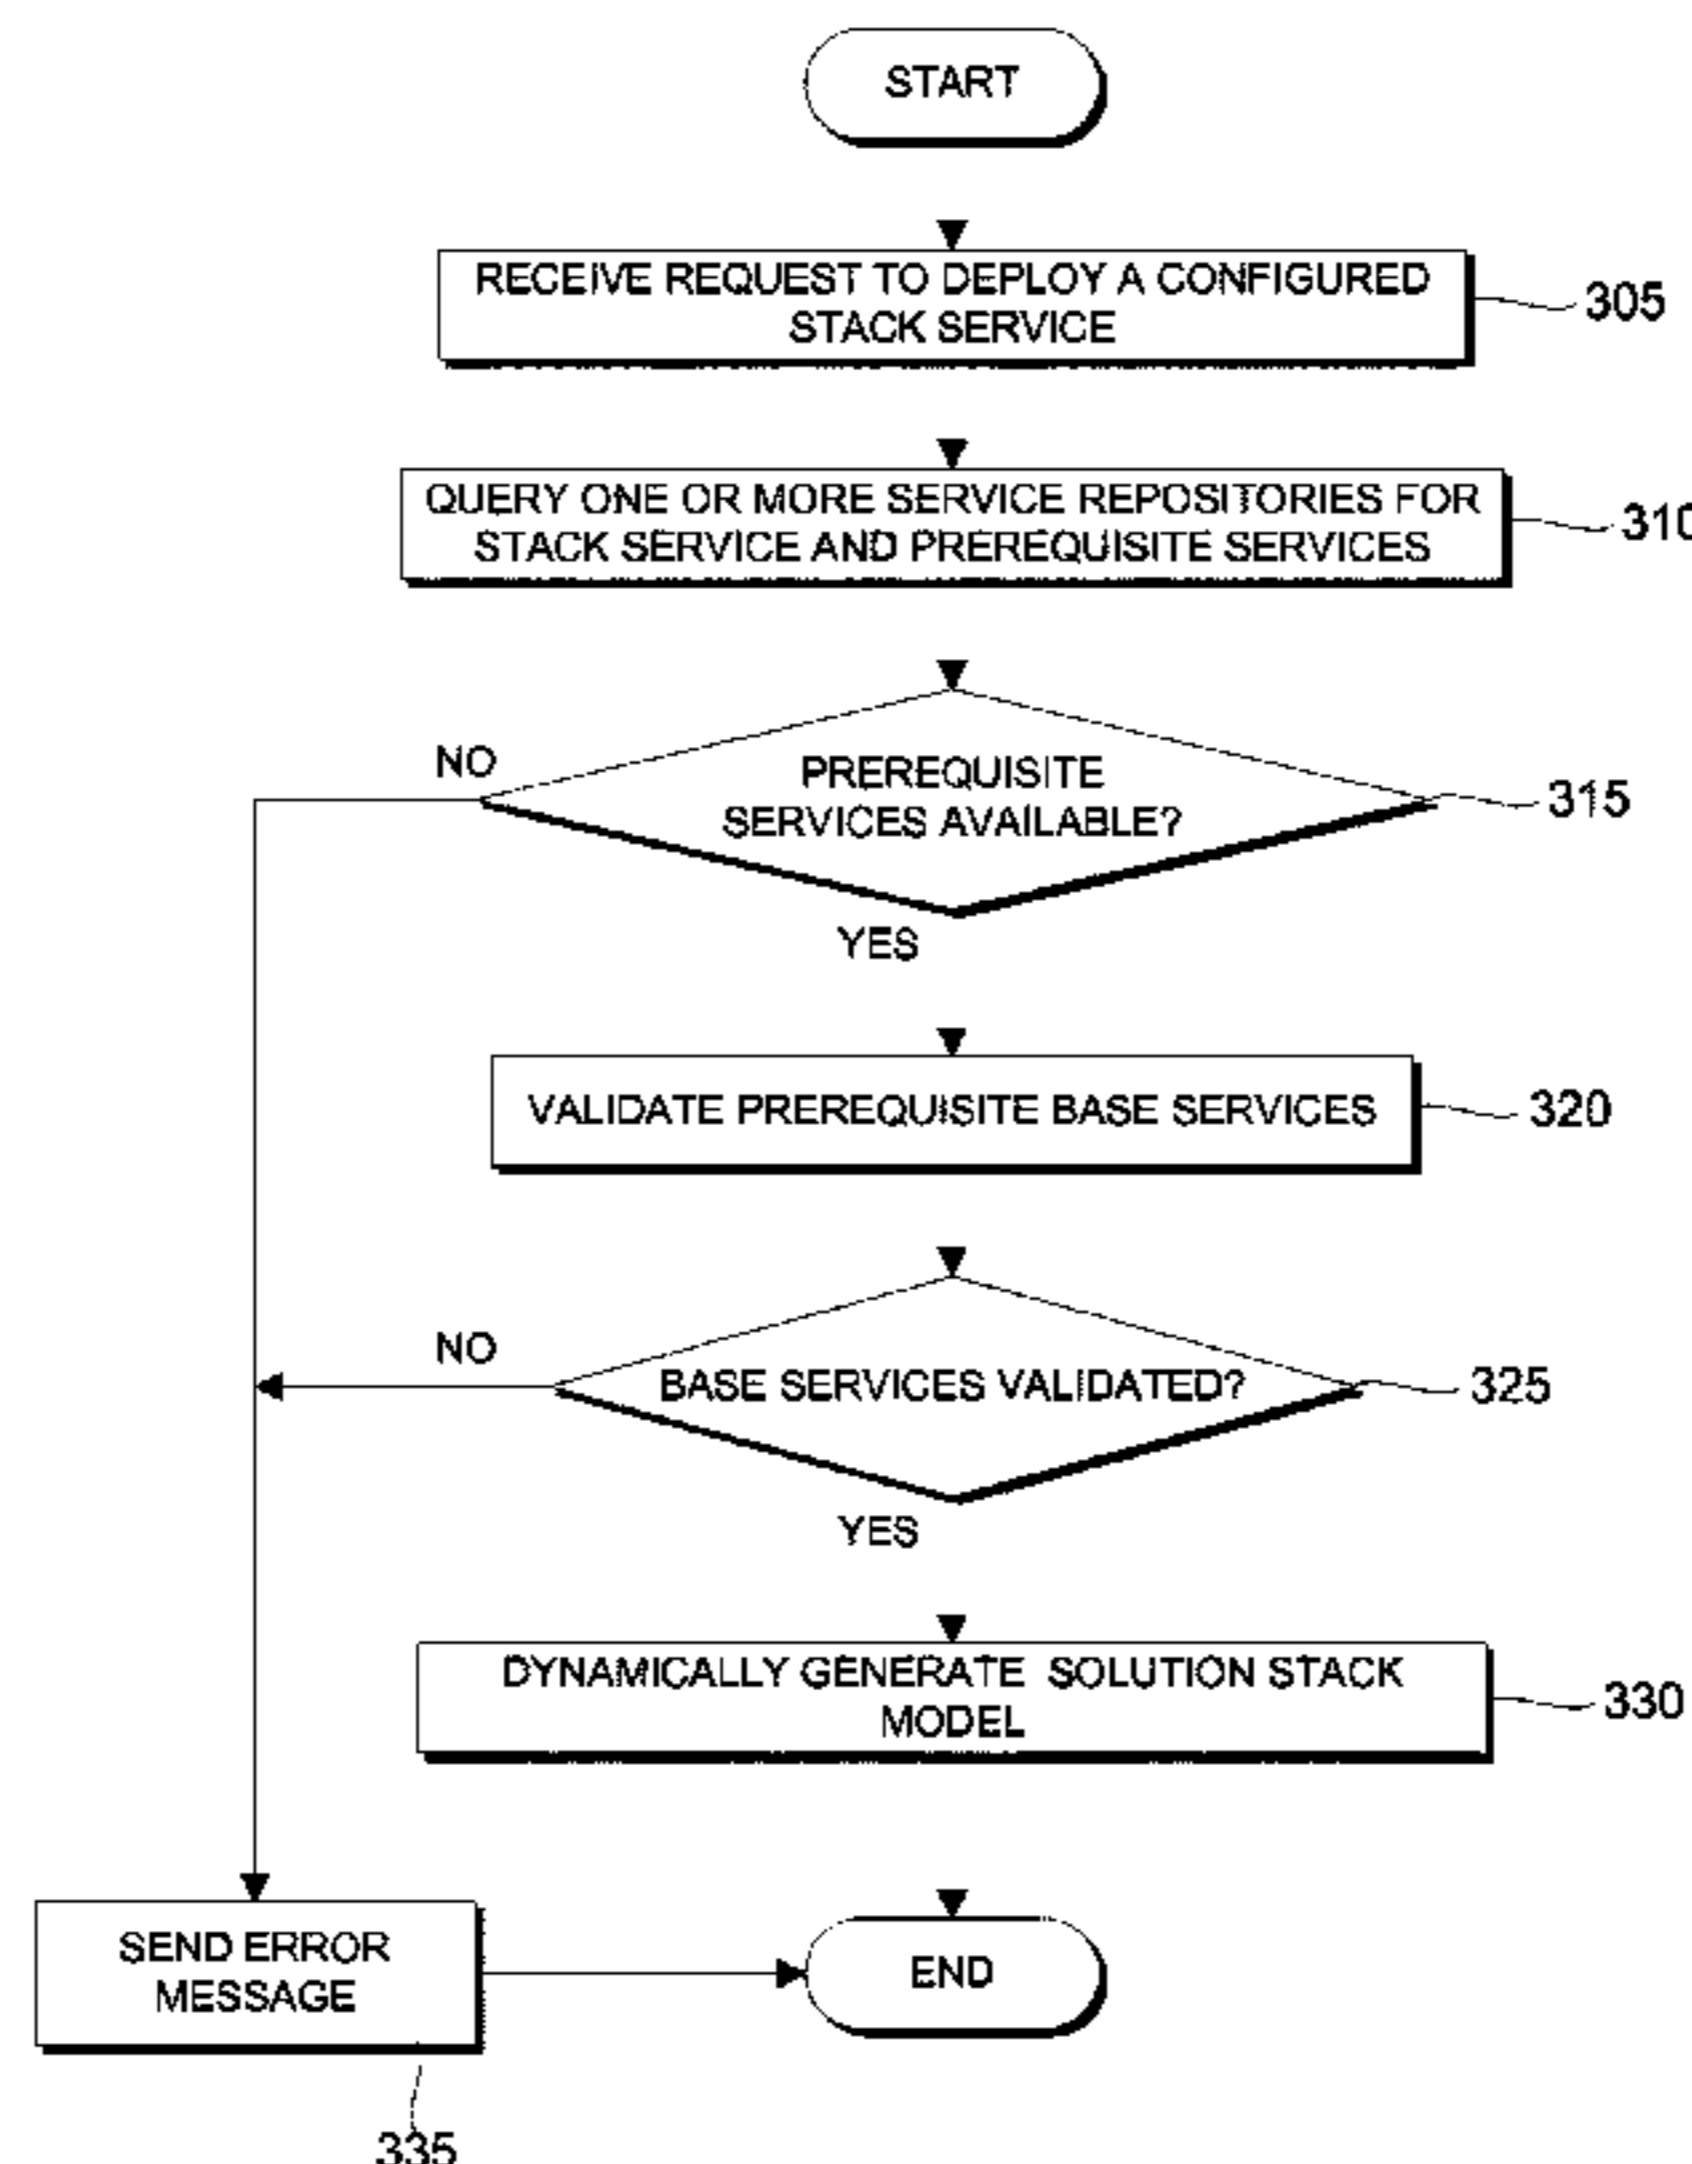 START
RECEIVE REQUEST TO DEPLOY A CONFIGURED
STACK SERVICE
305
QUERY ONE OR MORE SERVICE REPOSITORIES FOR
STACK SERVICE AND PREREQUISITE SERVICES
310
NO
PREREQUISITE
SERVICES AVAILABLE?
315
YES
VALIDATE PREREQUISITE BASE SERVICES
320
NO
BASE SERVICES VALIDATED?
325
YES
DYNAMICALLY GENERATE SOLUTION STACK
MODEL
330
SEND ERROR
MESSAGE
END
335